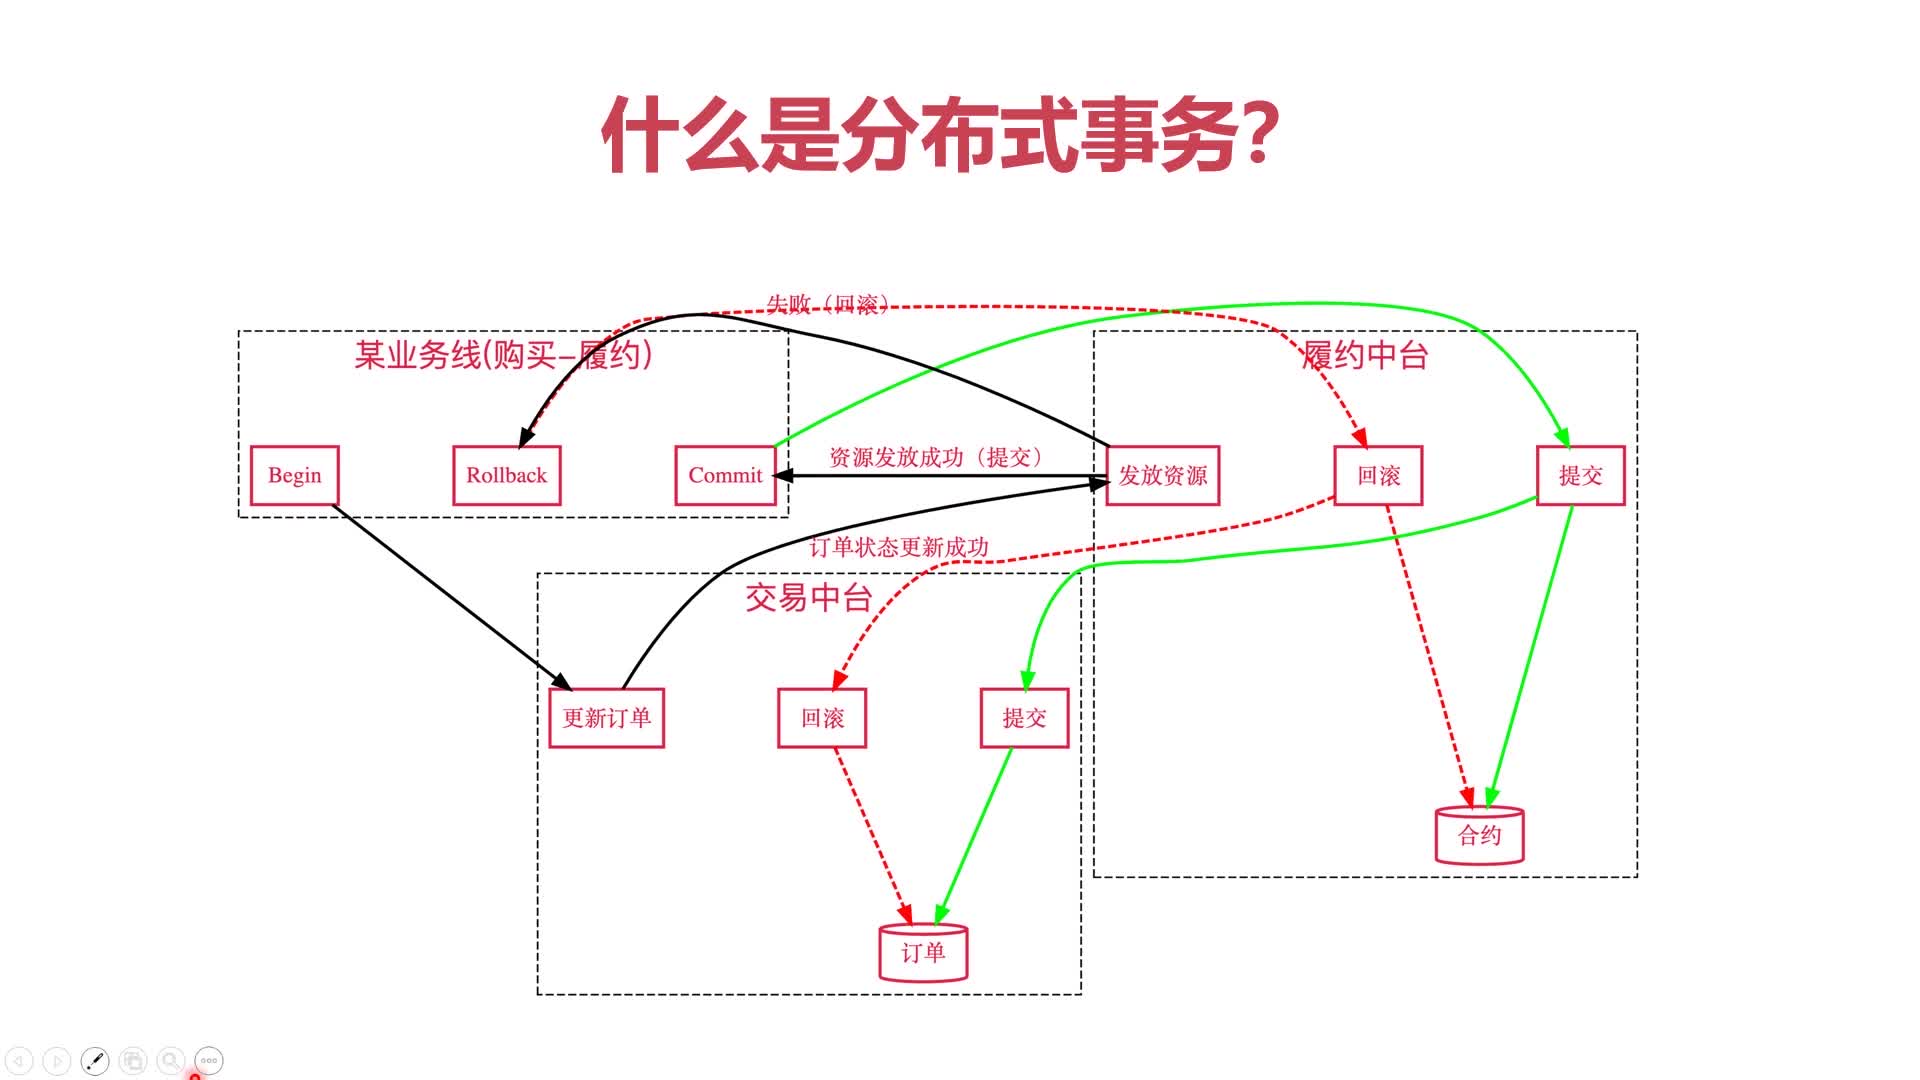 什么是分布式事务？
失败（回滚）
某业务线(购买-履约)
履约中台
Begin
Rollback
Commit
资源发放成功（提交）
发放资源
回滚
提交
订单状态更新成功
交易中台
更新订单
回滚
提交
合约
订单